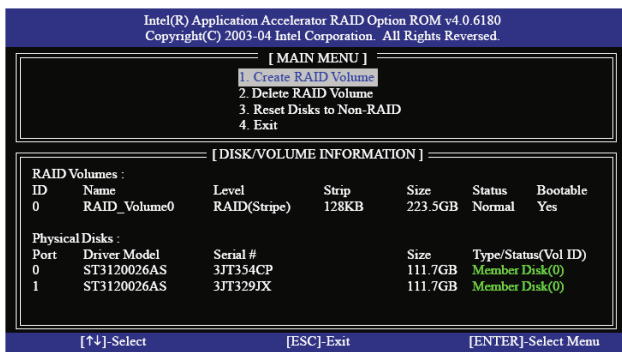 Intel(R) Application Accelerator RAID Option ROM v4.0.6180
Copyright(C) 2003-04 Intel Corporation. All Rights Reversed.
[ MAIN MENU ]
1. Create RAID Volume
2. Delete RAID Volume
3. Reset Disks to Non-RAID
4. Exit
[ DISK/VOLUME INFORMATION ]
RAID Volumes :
ID Name Level Strip Size Status Bootable
0 RAID_Volume0 RAID(Stripe) 128KB 223.5GB Normal Yes
Physical Disks :
Port Driver Model Serial # Size Type/Status(Vol ID)
0 ST3120026AS 3JT354CP 111.7GB Member Disk(0)
1 ST3120026AS 3JT329JX 111.7GB Member Disk(0)
[↑↓]-Select [ESC]-Exit [ENTER]-Select Menu